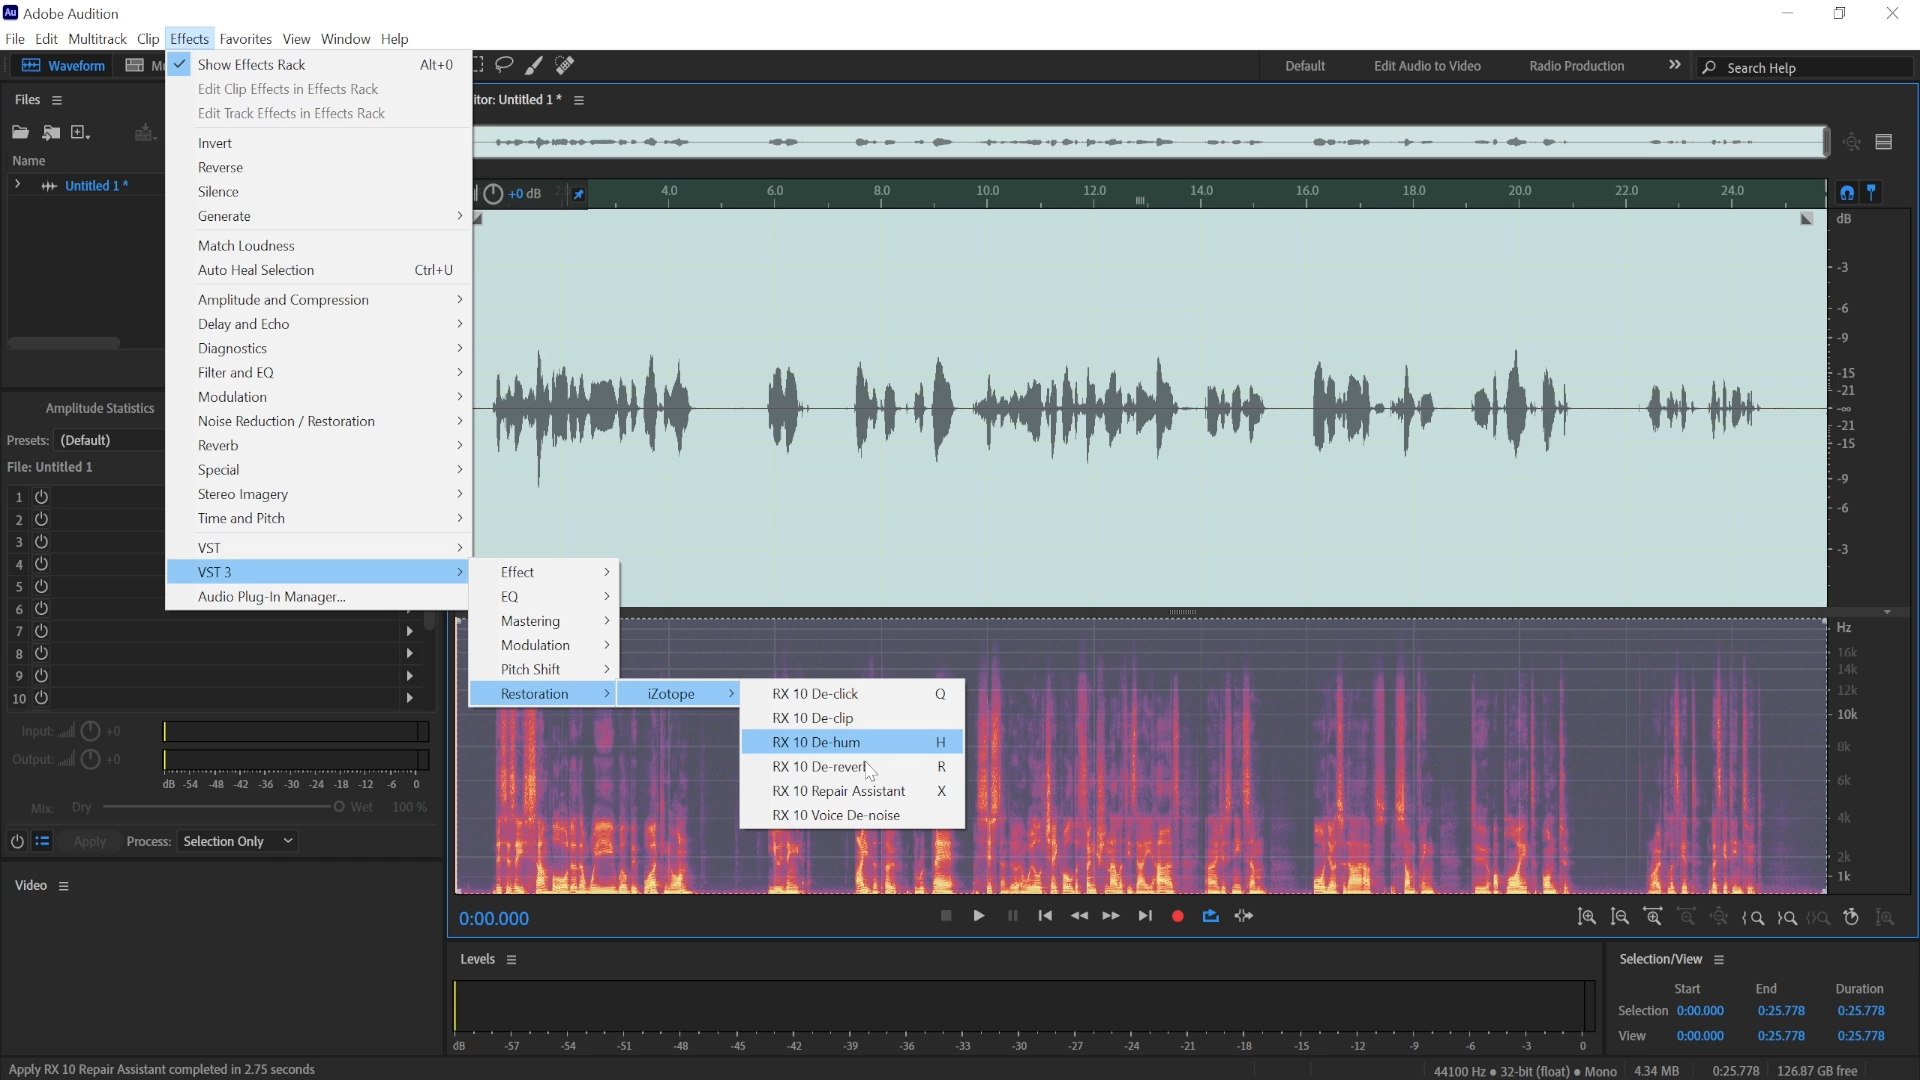 Au Adobe Audition
File Edit Multitrack Clip Effects Favorites View Window Help
Waveform Mu Default Edit Audio to Video Radio Production Search Help
Show Effects Rack Alt+0
Edit Clip Effects in Effects Rack
Edit Track Effects in Effects Rack
Invert
Reverse
Silence
Generate
Match Loudness
Auto Heal Selection Ctrl+U
Amplitude and Compression
Delay and Echo
Diagnostics
Filter and EQ
Modulation
Noise Reduction / Restoration
Reverb
Special
Stereo Imagery
Time and Pitch
VST
VST 3
Audio Plug-In Manager...
Effect
EQ
Mastering
Modulation
Pitch Shift
Restoration
iZotope
RX 10 De-click Q
RX 10 De-clip
RX 10 De-hum H
RX 10 De-rever R
RX 10 Repair Assistant X
RX 10 Voice De-noise
Files
Name
Untitled 1 *
Amplitude Statistics
Presets: (Default)
File: Untitled 1
1
2
3
4
5
6
7
8
9
10
Input: +0
Output: +0
dB -54 -48 -42 -36 -30 -24 -18 -12 -6 0
Mix: Dry Wet 100 %
Apply Process: Selection Only
Video
itor: Untitled 1 *
+0 dB 4.0 6.0 8.0 10.0 12.0 14.0 16.0 18.0 20.0 22.0 24.0
dB
-3
-6
-9
-15
-21
-∞
-21
-15
-9
-6
-3
Hz
16k
14k
12k
10k
8k
6k
4k
2k
1k
0:00.000
Levels
dB -57 -54 -51 -48 -45 -42 -39 -36 -33 -30 -27 -24 -21 -18 -15 -12 -9 -6 -3 0
Selection/View
Start End Duration
Selection 0:00.000 0:25.778 0:25.778
View 0:00.000 0:25.778 0:25.778
Apply RX 10 Repair Assistant completed in 2.75 seconds
44100 Hz ● 32-bit (float) ● Mono 4.34 MB 0:25.778 126.87 GB free